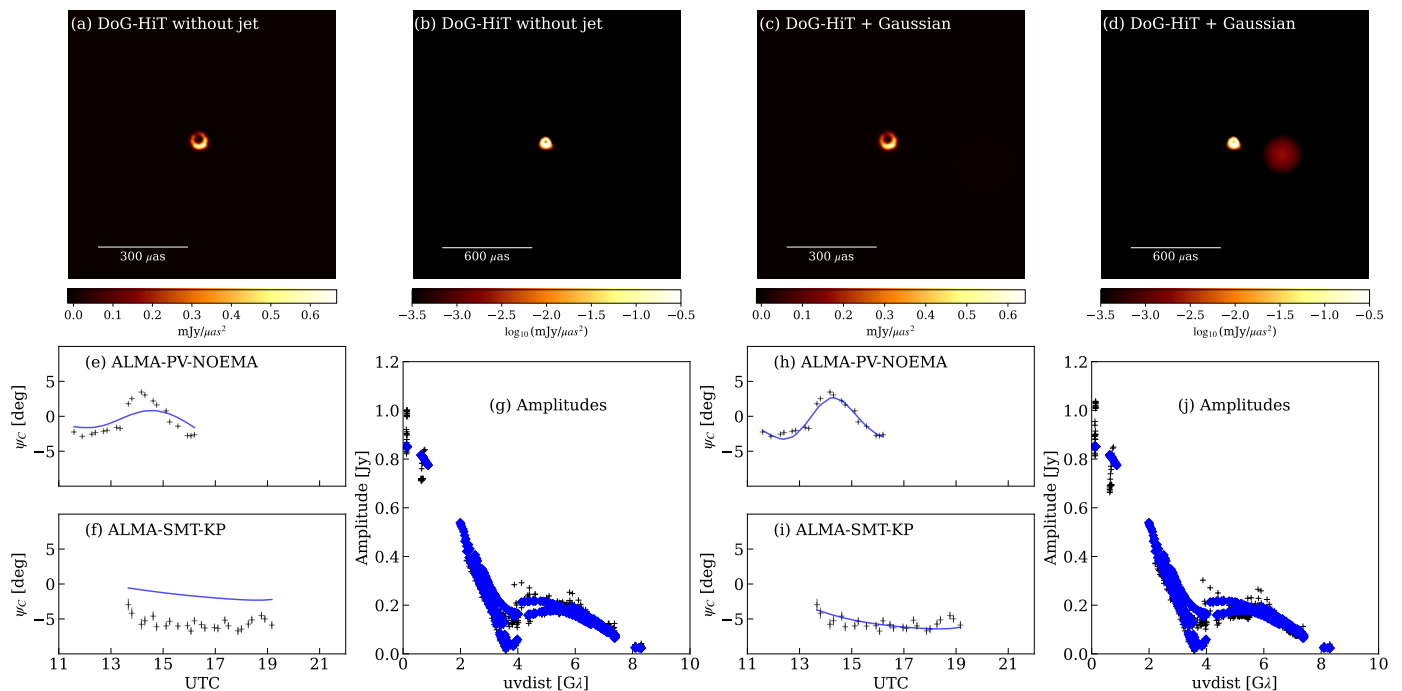 (a) DoG-HiT without jet
(b) DoG-HiT without jet
(c) DoG-HiT + Gaussian
(d) DoG-HiT + Gaussian
300 μas
600 μas
300 μas
600 μas
0.0 0.1 0.2 0.3 0.4 0.5 0.6
mJy/μas²
−3.5 −3.0 −2.5 −2.0 −1.5 −1.0 −0.5
log₁₀(mJy/μas²)
0.0 0.1 0.2 0.3 0.4 0.5 0.6
mJy/μas²
−3.5 −3.0 −2.5 −2.0 −1.5 −1.0 −0.5
log₁₀(mJy/μas²)
(e) ALMA-PV-NOEMA
5
0
−5
ψC [deg]
(f) ALMA-SMT-KP
5
0
−5
ψC [deg]
11 13 15 17 19 21
UTC
(g) Amplitudes
1.2
1.0
0.8
0.6
0.4
0.2
0.0
Amplitude [Jy]
0 2 4 6 8 10
uvdist [Gλ]
(h) ALMA-PV-NOEMA
5
0
−5
ψC [deg]
(i) ALMA-SMT-KP
5
0
−5
ψC [deg]
11 13 15 17 19 21
UTC
(j) Amplitudes
1.2
1.0
0.8
0.6
0.4
0.2
0.0
Amplitude [Jy]
0 2 4 6 8 10
uvdist [Gλ]